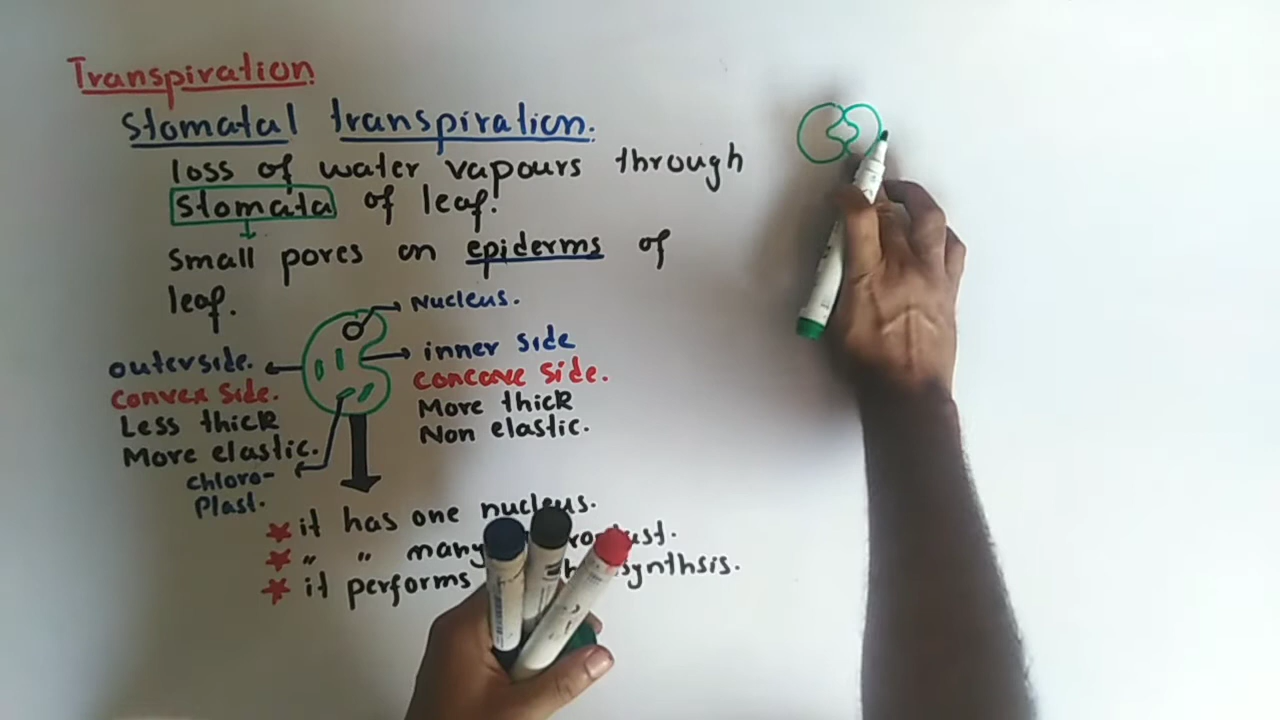 Transpiration
Stomatal transpiration.
loss of water vapours through
Stomata of leaf.
Small pores on epiderms of
leaf.
Nucleus.
outerside.
inner side
convex side.
concave side.
Less thick
More thick
More elastic.
Non elastic.
chloro-
Plast.
it has one nucleus.
" " many
it performs synthsis.